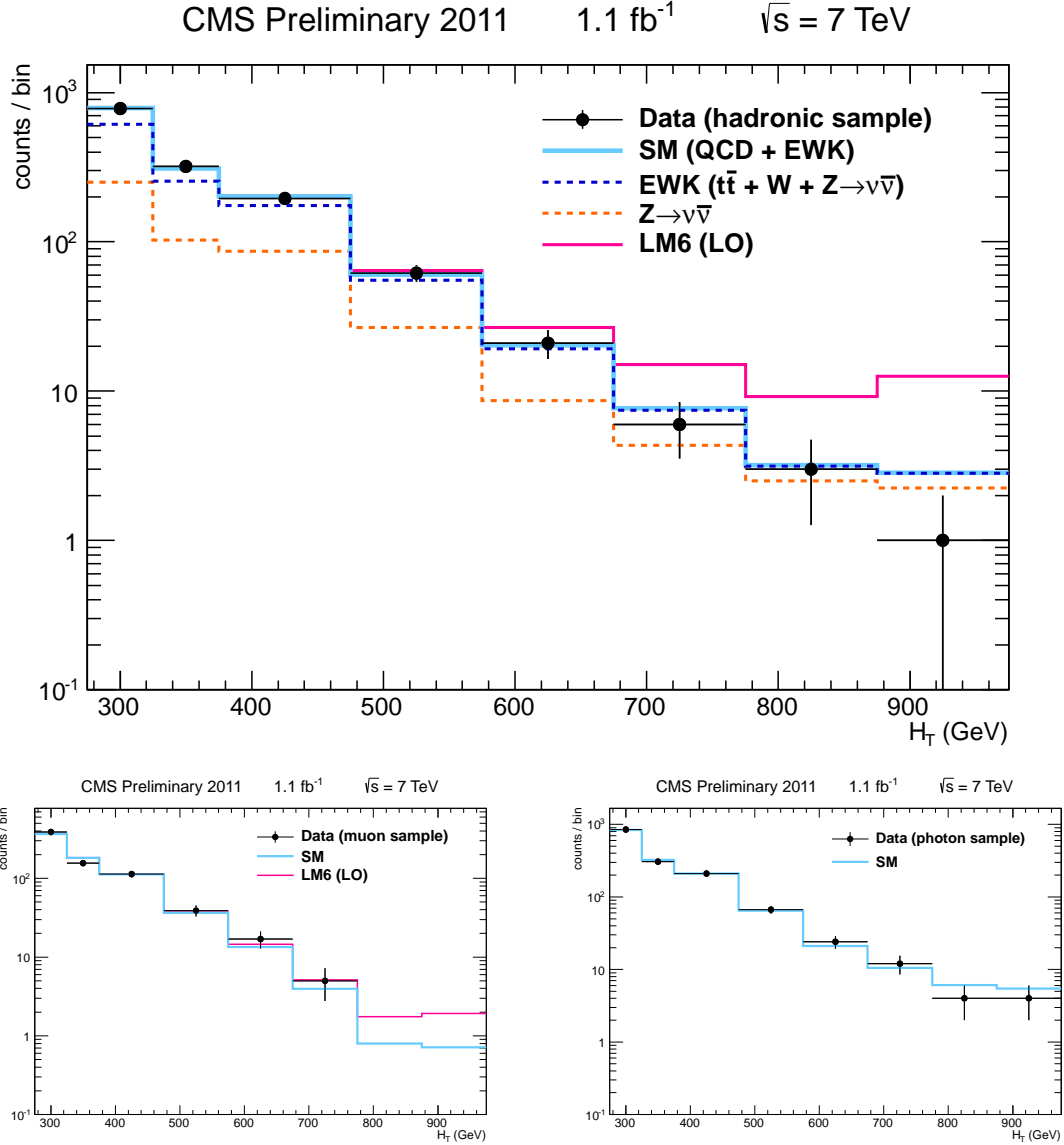 CMS Preliminary 2011 1.1 fb⁻¹ √s = 7 TeV
counts / bin
10³
10²
10
1
10⁻¹
Data (hadronic sample)
SM (QCD + EWK)
EWK (tt̄ + W + Z→νν̄)
Z→νν̄
LM6 (LO)
300 400 500 600 700 800 900
H_T (GeV)
CMS Preliminary 2011 1.1 fb⁻¹ √s = 7 TeV
counts / bin
10²
10
1
10⁻¹
Data (muon sample)
SM
LM6 (LO)
300 400 500 600 700 800 900
H_T (GeV)
CMS Preliminary 2011 1.1 fb⁻¹ √s = 7 TeV
counts / bin
10³
10²
10
1
10⁻¹
Data (photon sample)
SM
300 400 500 600 700 800 900
H_T (GeV)